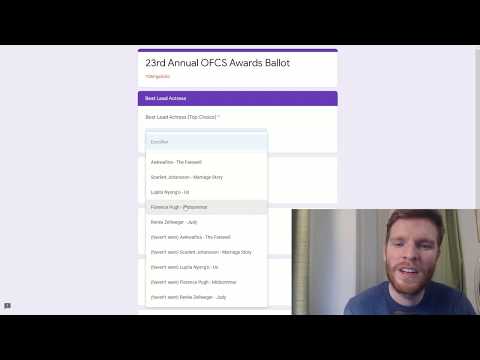 23rd Annual OFCS Awards Ballot
*Obrigatório
Best Lead Actress
Best Lead Actress (Top Choice) *
Escolher
Awkwafina - The Farewell
Scarlett Johansson - Marriage Story
Lupita Nyong'o - Us
Florence Pugh - Midsommar
Renée Zellweger - Judy
(haven't seen) Awkwafina - The Farewell
(haven't seen) Scarlett Johansson - Marriage Story
(haven't seen) Lupita Nyong'o - Us
(haven't seen) Florence Pugh - Midsommar
(haven't seen) Renée Zellweger - Judy